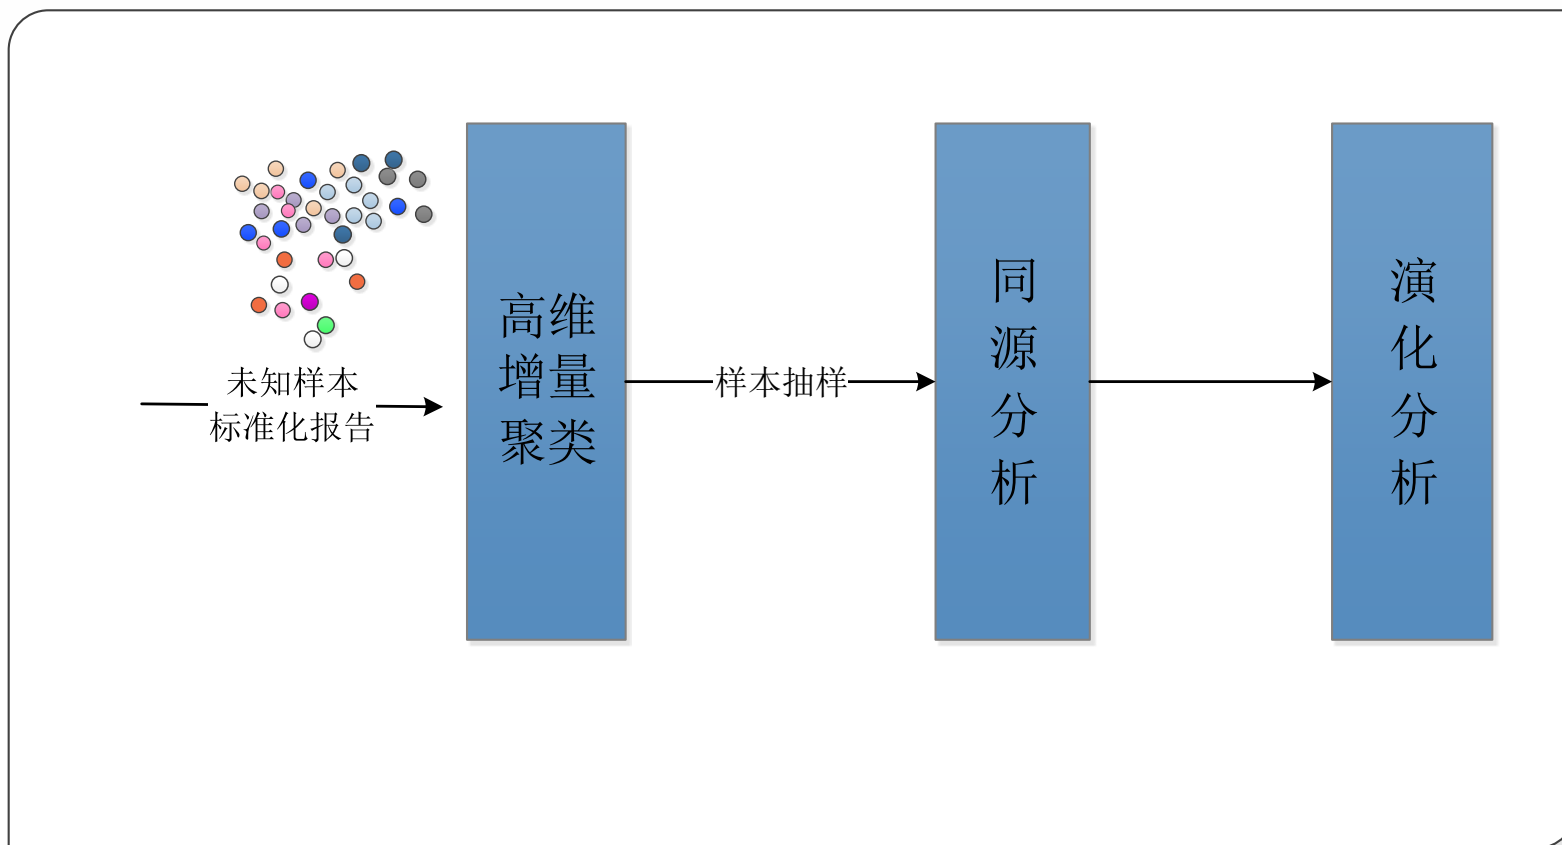 未知样本
标准化报告
高维
增量
聚类
样本抽样
同
源
分
析
演
化
分
析